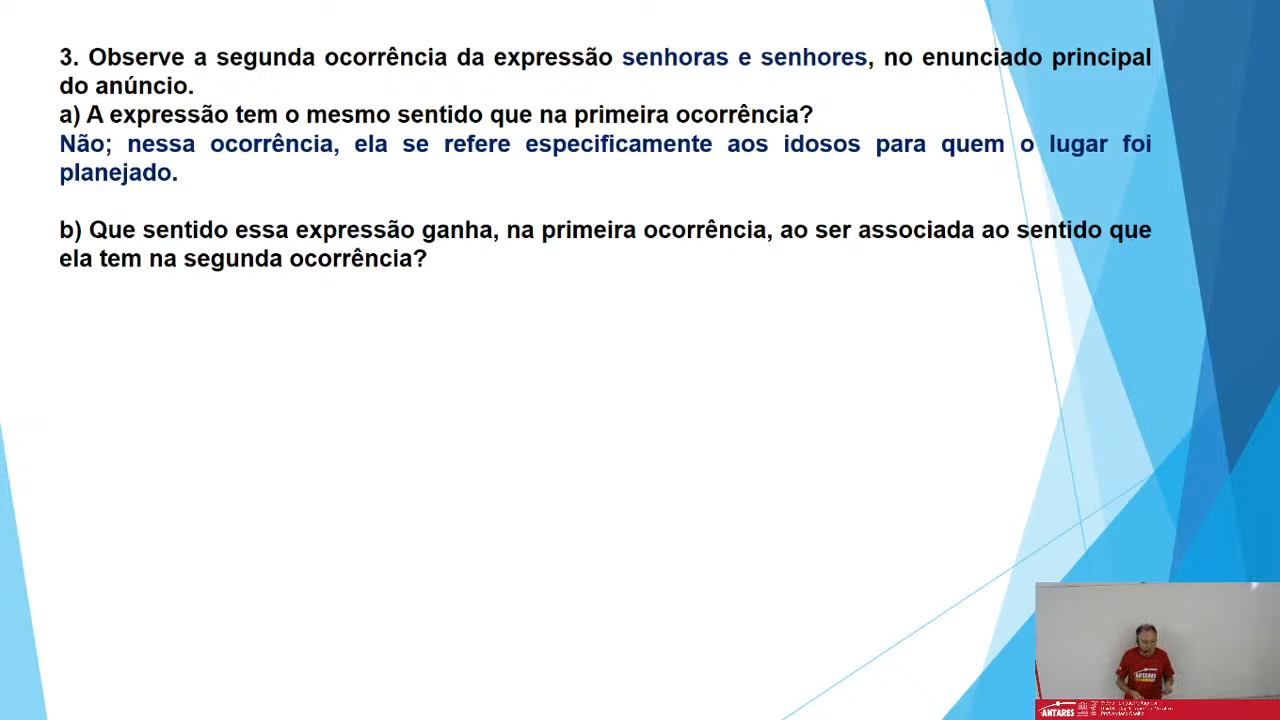 3. Observe a segunda ocorrência da expressão senhoras e senhores, no enunciado principal
do anúncio.
a) A expressão tem o mesmo sentido que na primeira ocorrência?
Não; nessa ocorrência, ela se refere especificamente aos idosos para quem o lugar foi
planejado.
b) Que sentido essa expressão ganha, na primeira ocorrência, ao ser associada ao sentido que
ela tem na segunda ocorrência?
ANTARES
ANTARES